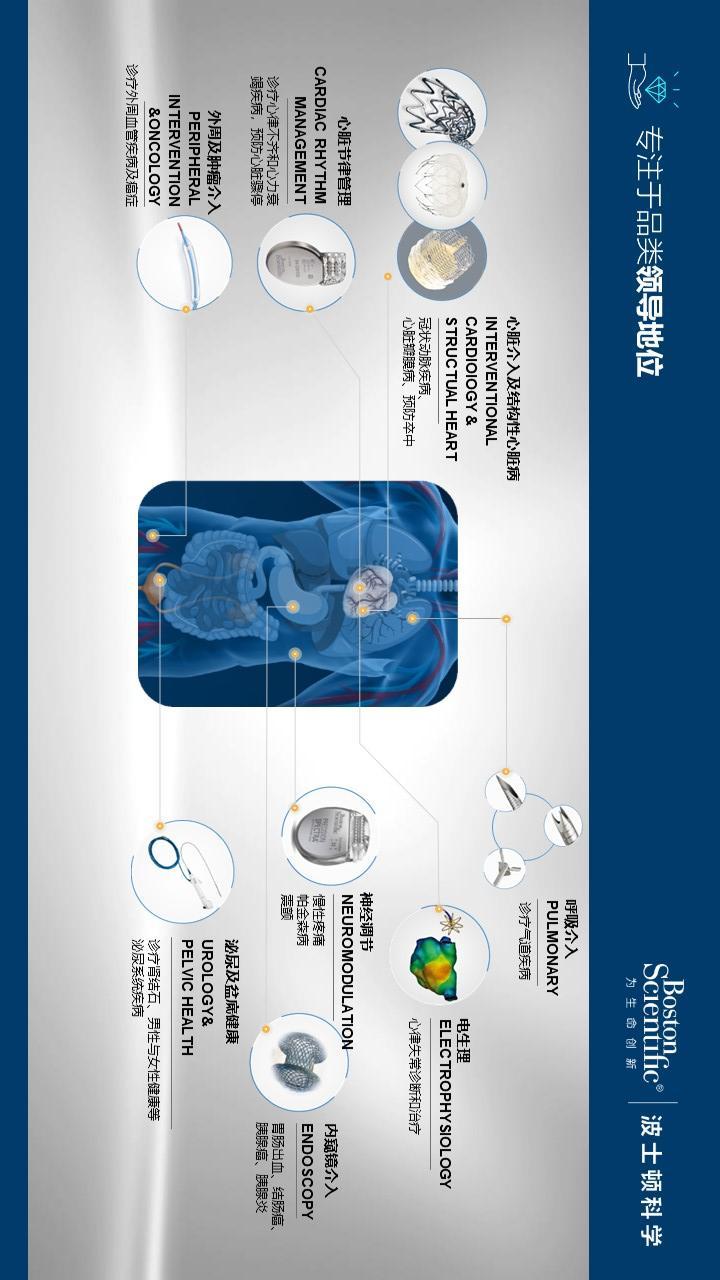 专注于品类领导地位
Boston
Scientific®
为生命创新
波士顿科学
心脏介入及结构性心脏病
INTERVENTIONAL
CARDIOIOGY &
STRUCTUAL HEART
冠状动脉疾病、
心脏瓣膜病、预防卒中
心脏节律管理
CARDIAC RHYTHM
MANAGEMENT
诊疗心律不齐和心力衰
竭疾病，预防心脏骤停
外周及肿瘤介入
PERIPHERAL
INTERVENTION
&ONCOLOGY
诊疗外周血管疾病及癌症
呼吸介入
PULMONARY
诊疗气道疾病
电生理
ELECTROPHYSIOLOGY
心律失常诊断和治疗
神经调节
NEUROMODULATION
慢性疼痛
帕金森病
震颤
内窥镜介入
ENDOSCOPY
胃肠出血、结肠癌、
胰腺癌、胰腺炎
泌尿及盆底健康
UROLOGY&
PELVIC HEALTH
诊疗肾结石、男性与女性健康等
泌尿系统疾病
PRECISION
SPECTRA